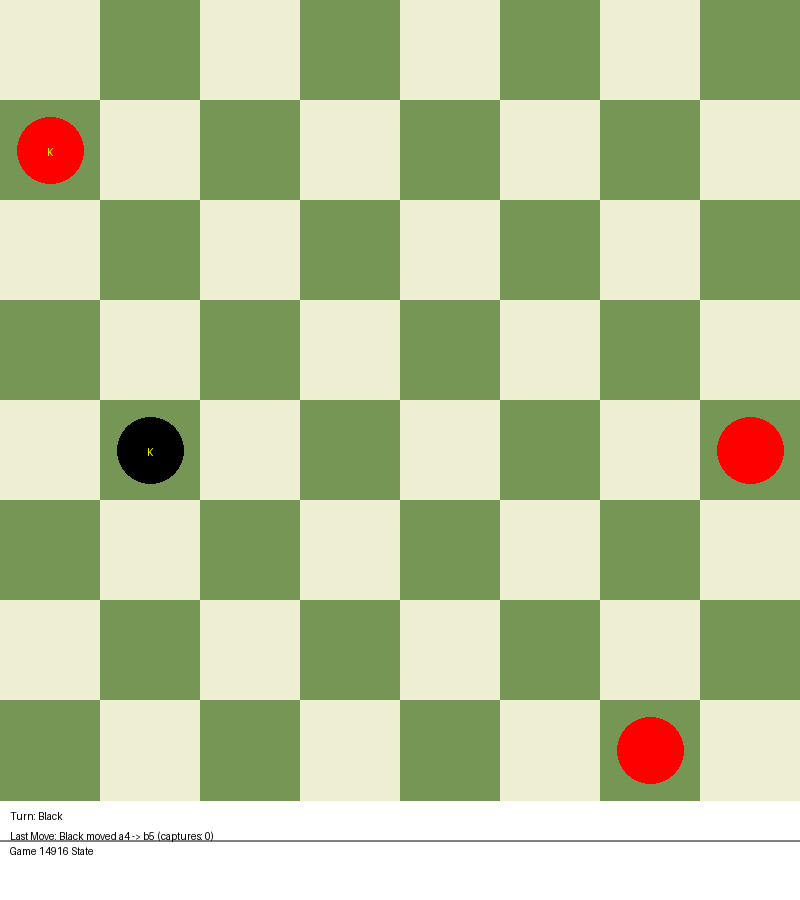 K
K
Turn: Black
Last Move: Black moved a4 -> b5 (captures: 0)
Game 14916 State